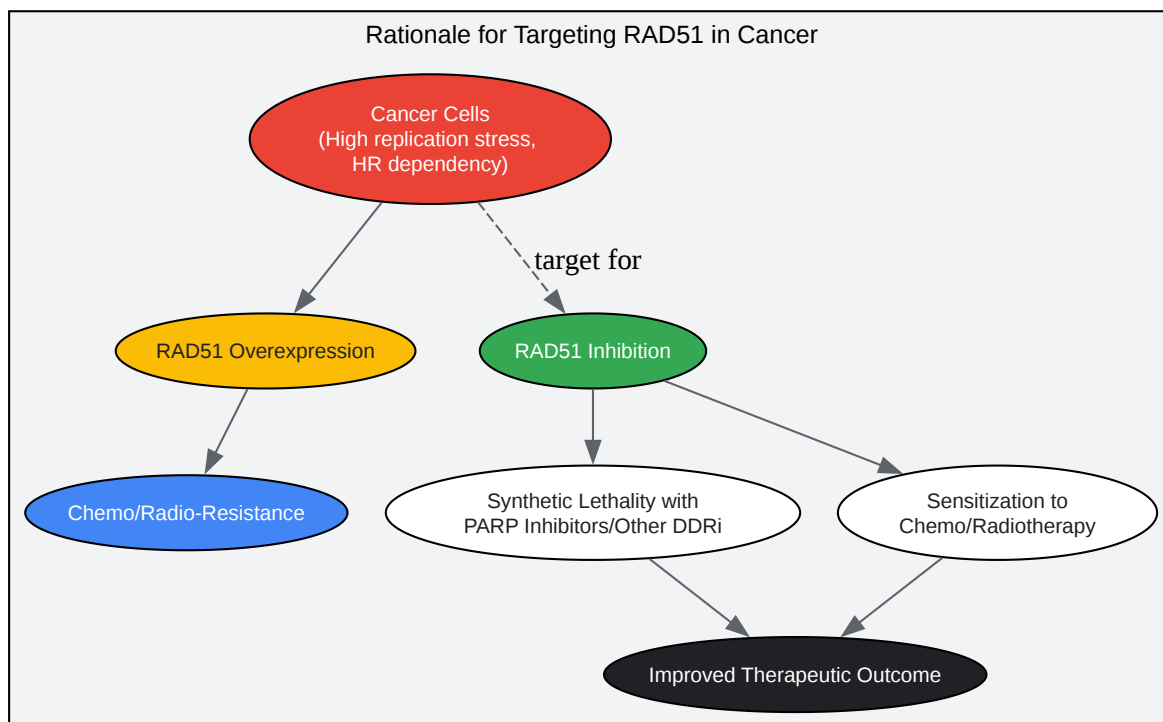 Rationale for Targeting RAD51 in Cancer
Cancer Cells
(High replication stress,
HR dependency)
target for
RAD51 Overexpression
RAD51 Inhibition
Chemo/Radio-Resistance
Synthetic Lethality with
PARP Inhibitors/Other DDRi
Sensitization to
Chemo/Radiotherapy
Improved Therapeutic Outcome